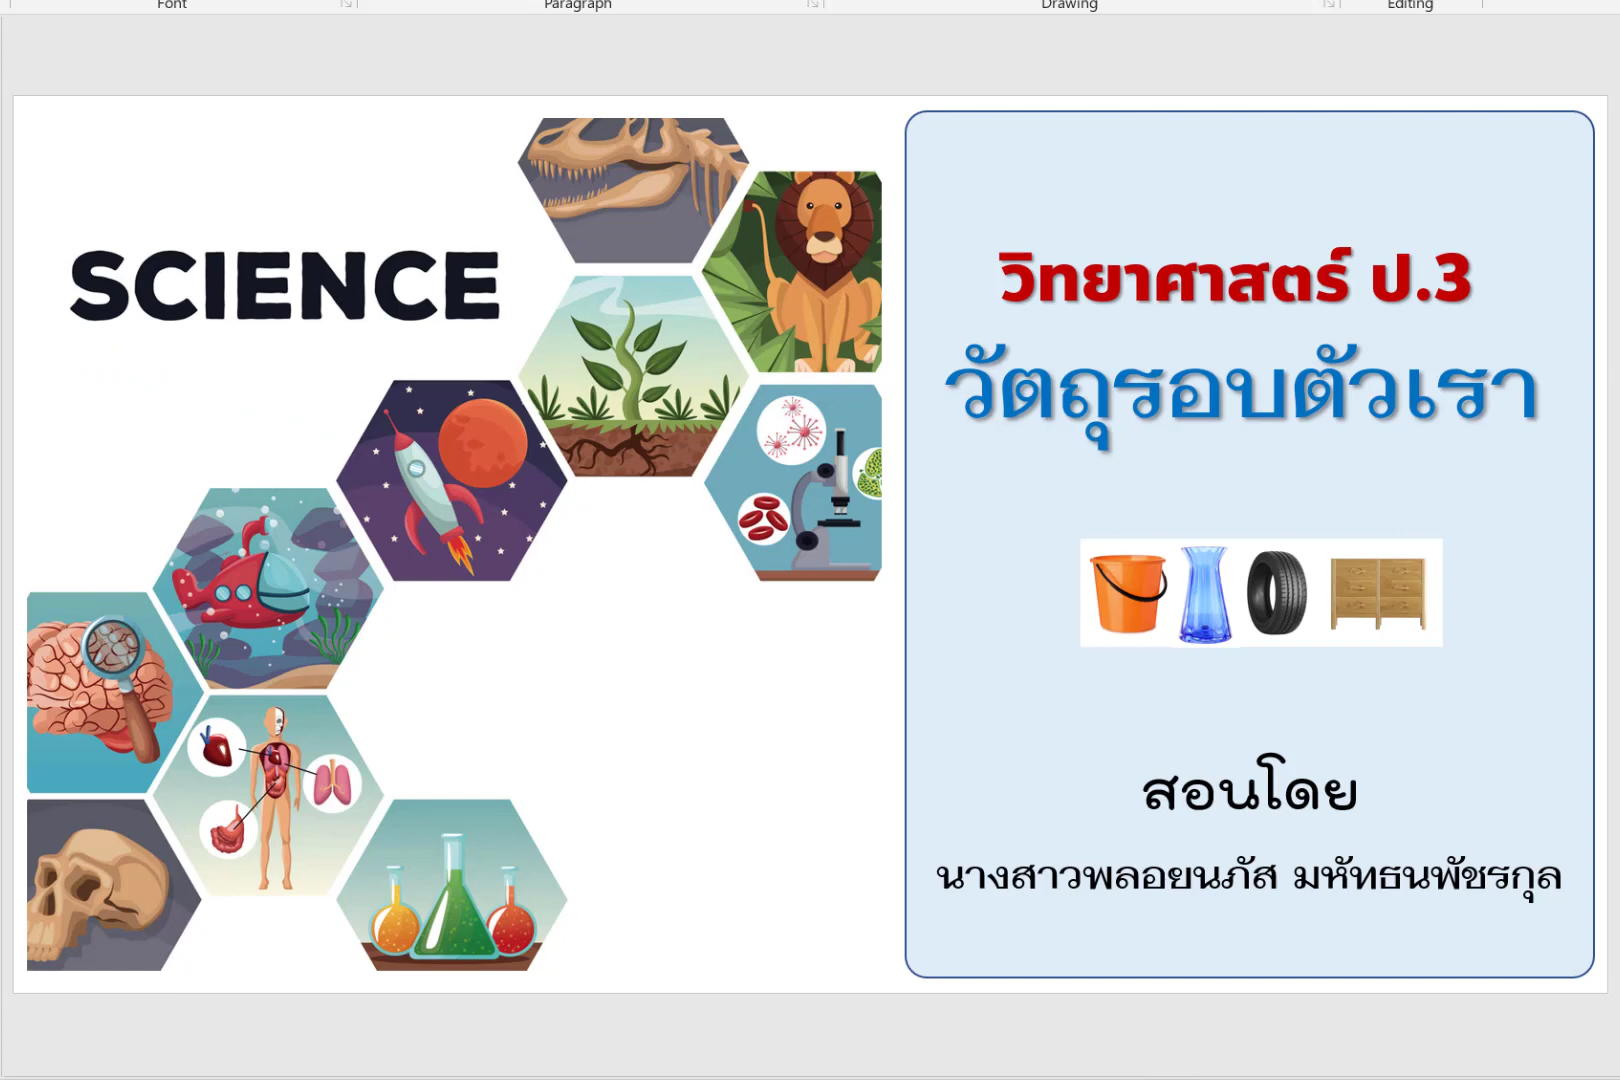 Font
Paragraph
Drawing
Editing
SCIENCE
วิทยาศาสตร์ ป.3
วัตถุรอบตัวเรา
สอนโดย
นางสาวพลอยนภัส มหัทธนพัชรกุล